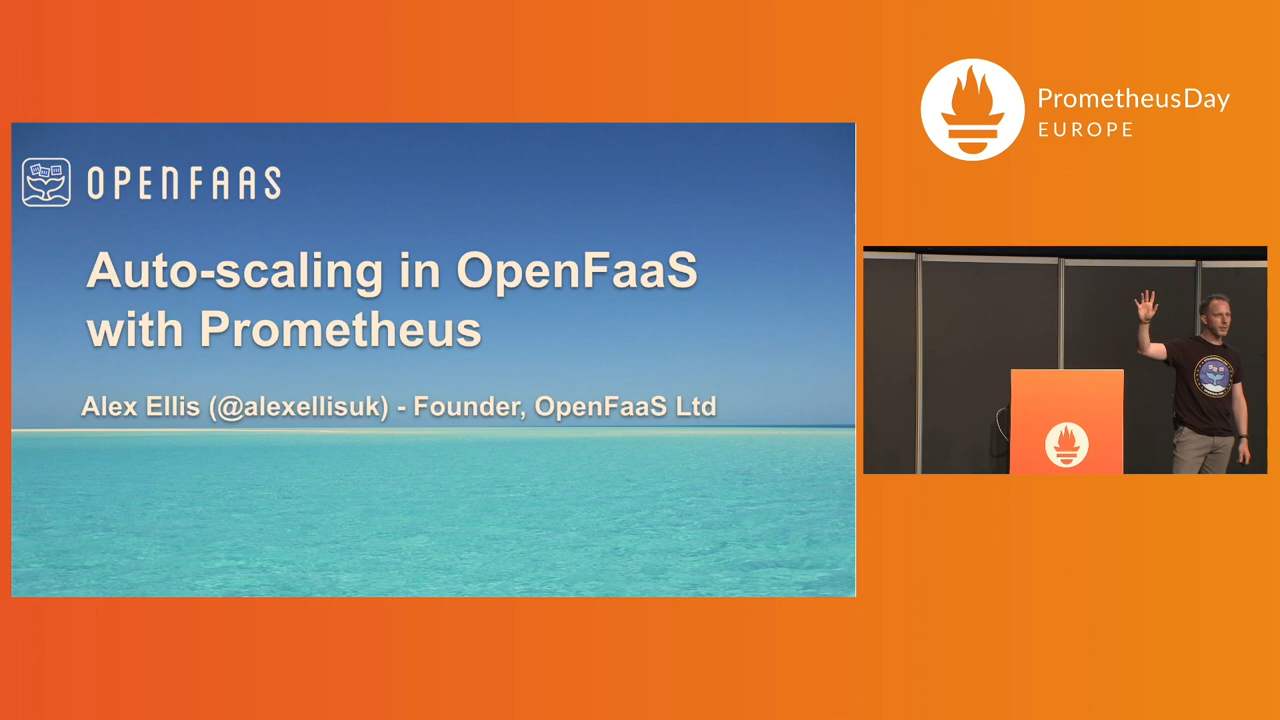 OPENFAAS
Auto-scaling in OpenFaaS
with Prometheus
Alex Ellis (@alexellisuk) - Founder, OpenFaaS Ltd
PrometheusDay
EUROPE